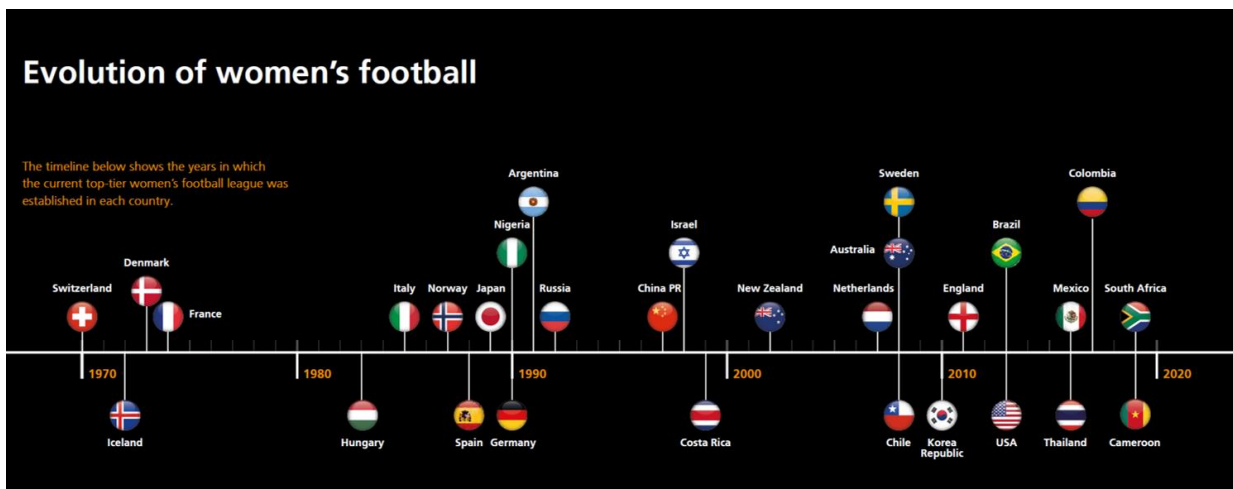 Evolution of women's football
The timeline below shows the years in which
the current top-tier women's football league was
established in each country.
Argentina
Sweden
Colombia
Nigeria
Israel
Australia
Brazil
Denmark
Switzerland
France
Italy
Norway
Japan
Russia
China PR
New Zealand
Netherlands
England
Mexico
South Africa
1970
1980
1990
2000
2010
2020
Iceland
Hungary
Spain
Germany
Costa Rica
Chile
Korea
Republic
USA
Thailand
Cameroon